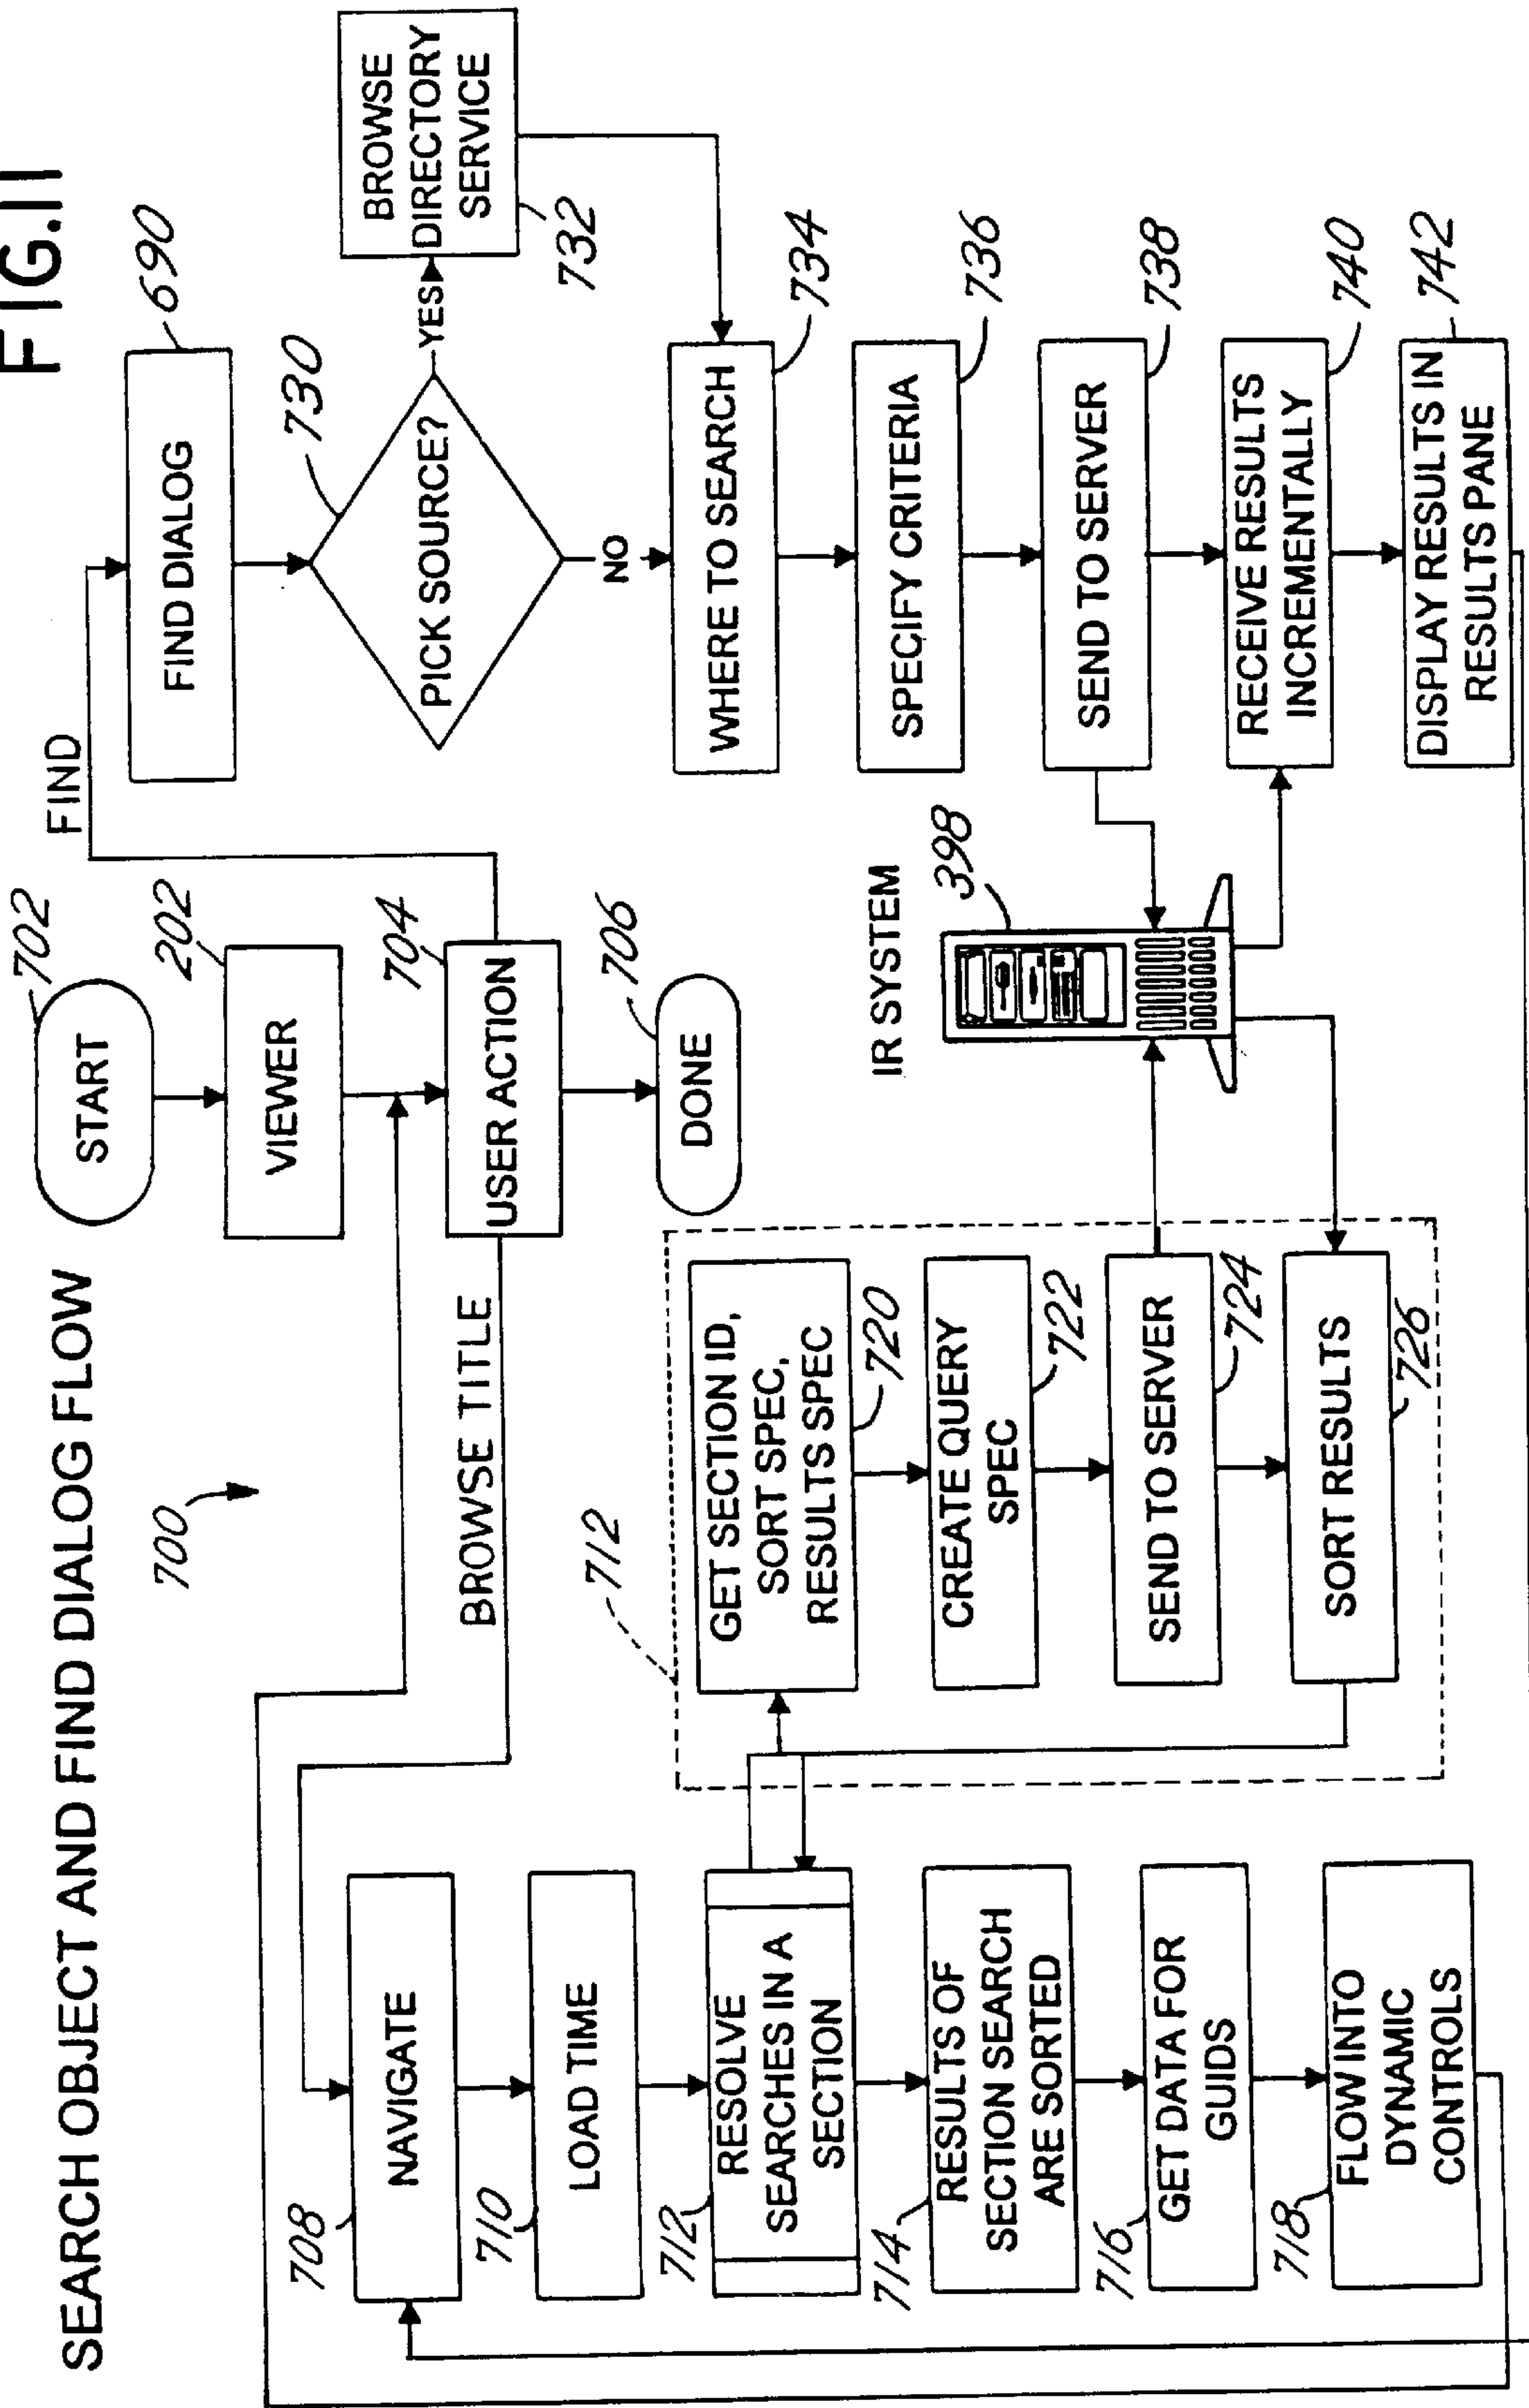 FIG.11
SEARCH OBJECT AND FIND DIALOG FLOW
700
START
702
VIEWER
202
USER ACTION
704
DONE
706
FIND
BROWSE TITLE
NAVIGATE
708
LOAD TIME
710
RESOLVE
SEARCHES IN A
SECTION
712
RESULTS OF
SECTION SEARCH
ARE SORTED
714
GET DATA FOR
GUIDS
716
FLOW INTO
DYNAMIC
CONTROLS
718
712
GET SECTION ID,
SORT SPEC,
RESULTS SPEC
720
CREATE QUERY
SPEC
722
SEND TO SERVER
724
SORT RESULTS
726
IR SYSTEM
398
FIND DIALOG
690
PICK SOURCE?
730
YES
NO
BROWSE
DIRECTORY
SERVICE
732
WHERE TO SEARCH
734
SPECIFY CRITERIA
736
SEND TO SERVER
738
RECEIVE RESULTS
INCREMENTALLY
740
DISPLAY RESULTS IN
RESULTS PANE
742